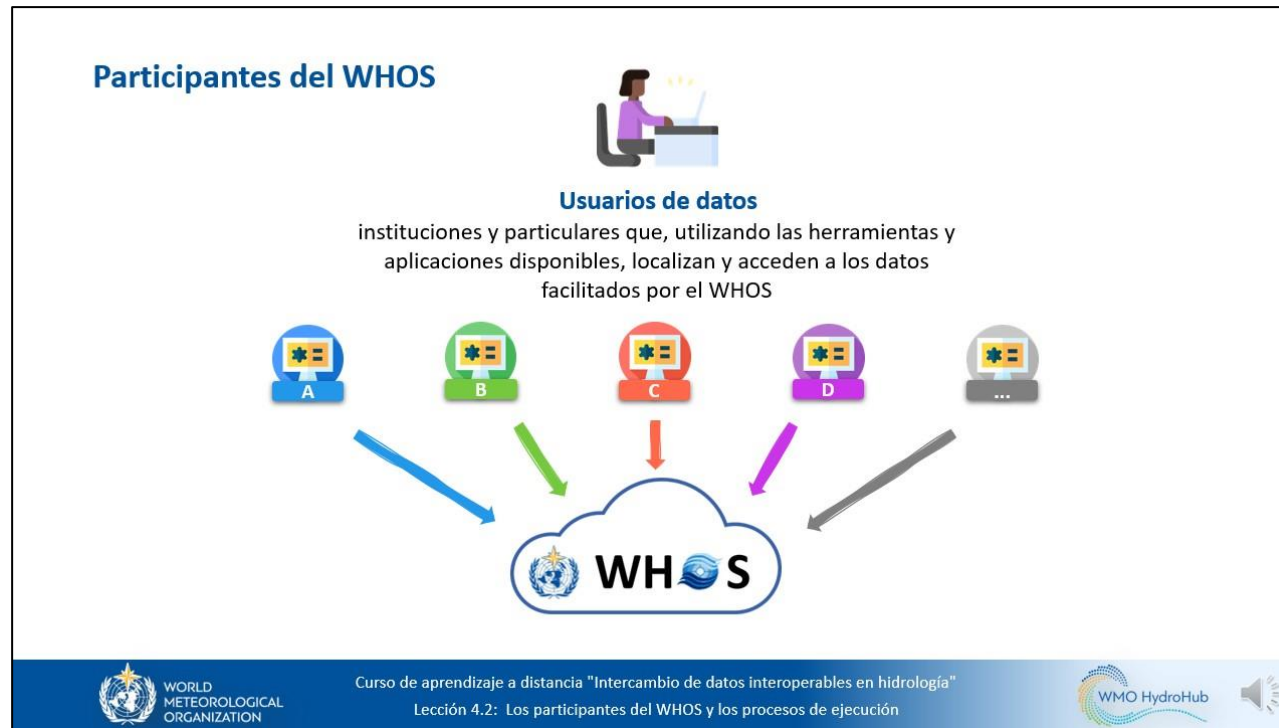 Participantes del WHOS
Usuarios de datos
instituciones y particulares que, utilizando las herramientas y
aplicaciones disponibles, localizan y acceden a los datos
facilitados por el WHOS
A
B
C
D
...
WHOS
WORLD
METEOROLOGICAL
ORGANIZATION
Curso de aprendizaje a distancia "Intercambio de datos interoperables en hidrología"
Lección 4.2: Los participantes del WHOS y los procesos de ejecución
WMO HydroHub